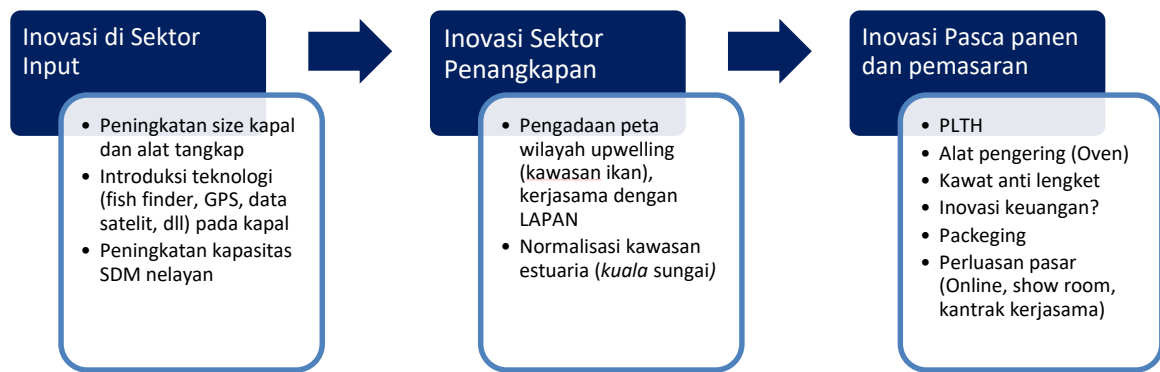 Inovasi di Sektor
Input
• Peningkatan size kapal
dan alat tangkap
• Introduksi teknologi
(fish finder, GPS, data
satelit, dll) pada kapal
• Peningkatan kapasitas
SDM nelayan
Inovasi Sektor
Penangkapan
• Pengadaan peta
wilayah upwelling
(kawasan ikan),
kerjasama dengan
LAPAN
• Normalisasi kawasan
estuaria (kuala sungai)
Inovasi Pasca panen
dan pemasaran
• PLTH
• Alat pengering (Oven)
• Kawat anti lengket
• Inovasi keuangan?
• Packeging
• Perluasan pasar
(Online, show room,
kantrak kerjasama)